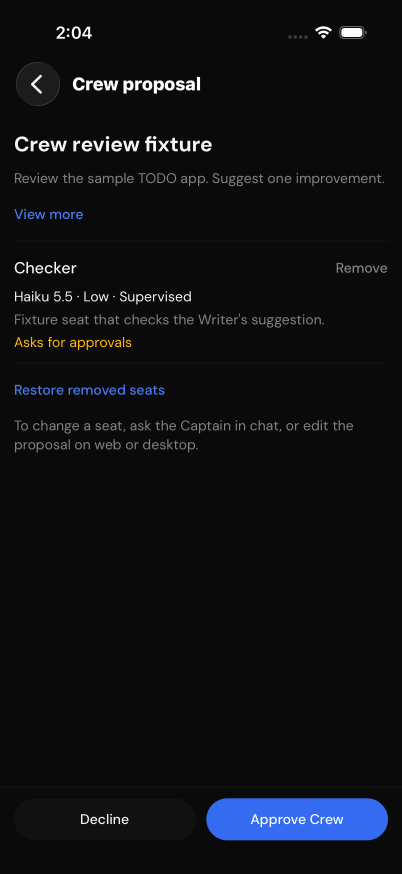 2:04
Crew proposal
Crew review fixture
Review the sample TODO app. Suggest one improvement.
View more
Checker
Remove
Haiku 5.5 · Low · Supervised
Fixture seat that checks the Writer's suggestion.
Asks for approvals
Restore removed seats
To change a seat, ask the Captain in chat, or edit the
proposal on web or desktop.
Decline
Approve Crew